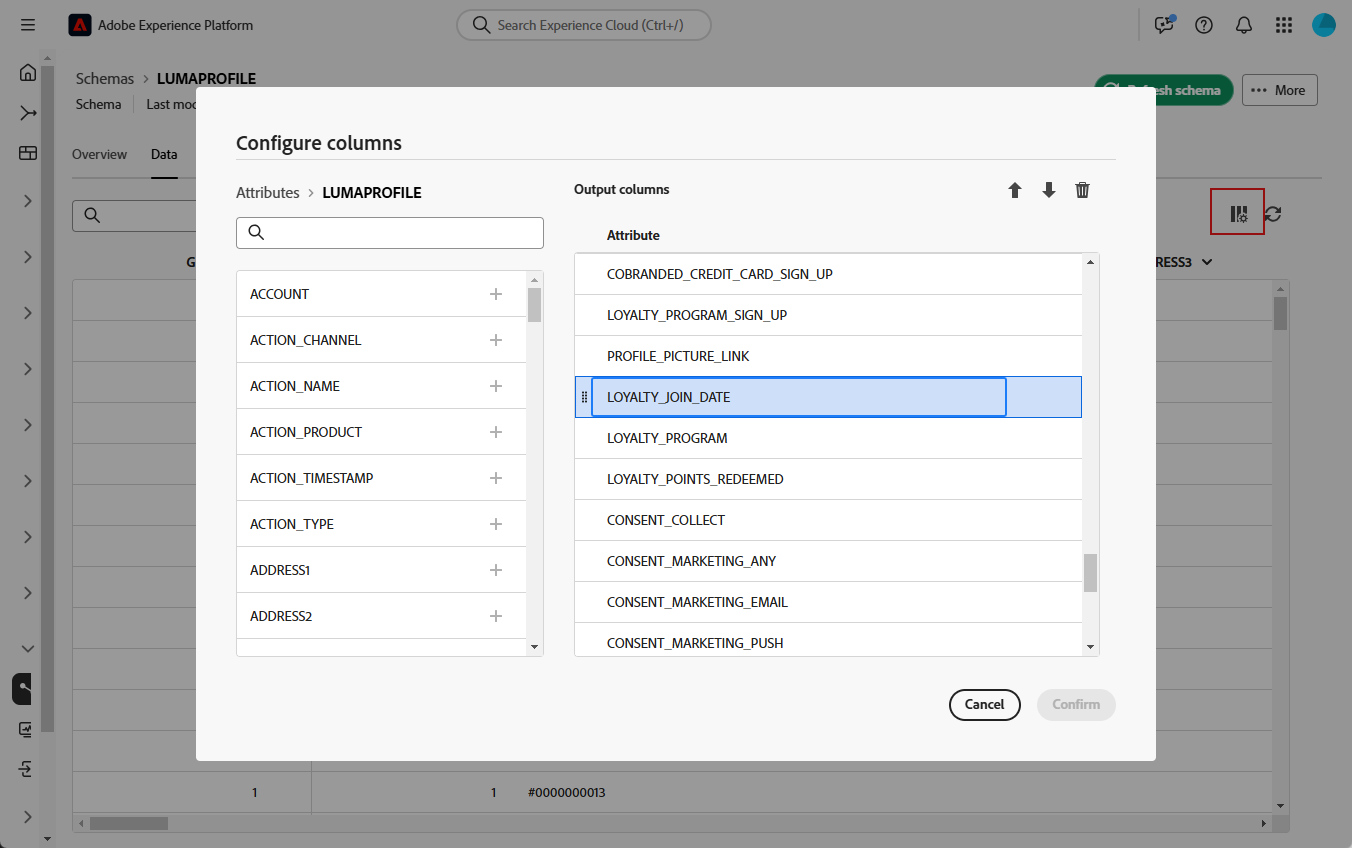 Adobe Experience Platform
Search Experience Cloud (Ctrl+/)
Schemas > LUMAPROFILE
Schema
Last mod
sh schema
More
Overview
Data
Configure columns
Attributes > LUMAPROFILE
Output columns
Attribute
G
RESS3
ACCOUNT
ACTION_CHANNEL
ACTION_NAME
ACTION_PRODUCT
ACTION_TIMESTAMP
ACTION_TYPE
ADDRESS1
ADDRESS2
COBRANDED_CREDIT_CARD_SIGN_UP
LOYALTY_PROGRAM_SIGN_UP
PROFILE_PICTURE_LINK
LOYALTY_JOIN_DATE
LOYALTY_PROGRAM
LOYALTY_POINTS_REDEEMED
CONSENT_COLLECT
CONSENT_MARKETING_ANY
CONSENT_MARKETING_EMAIL
CONSENT_MARKETING_PUSH
Cancel
Confirm
1
1
#0000000013